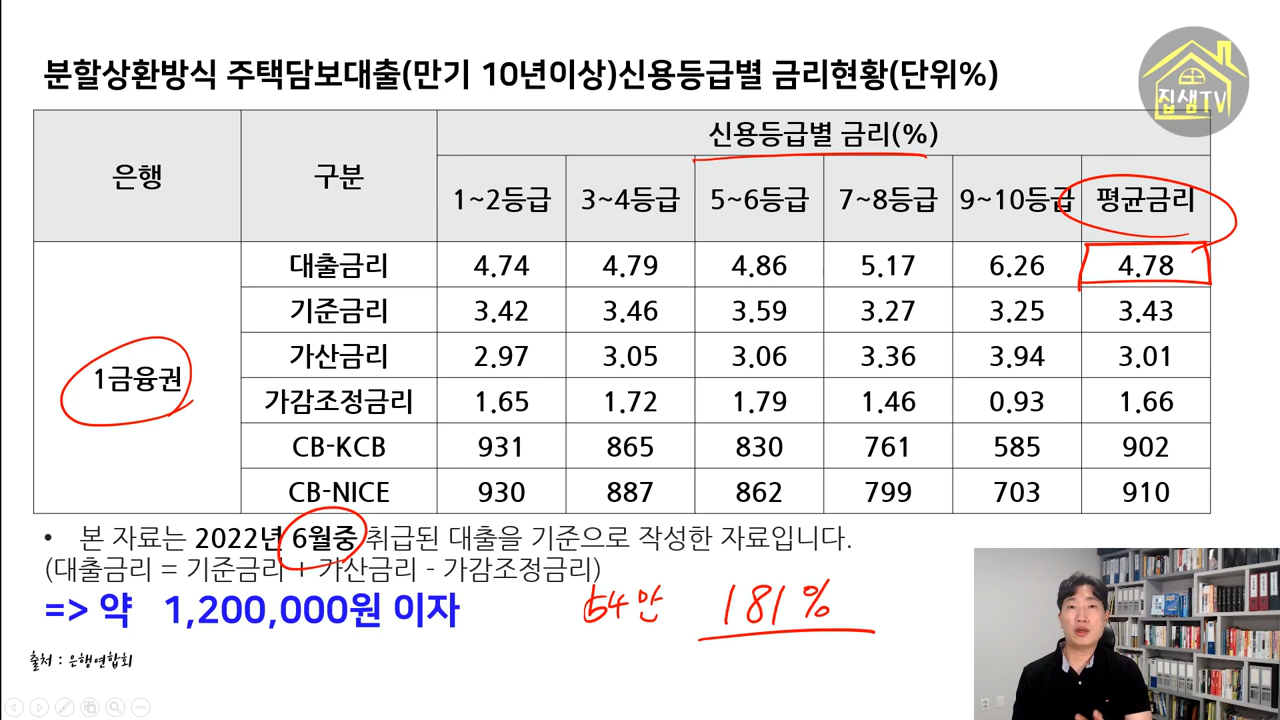 분할상환방식 주택담보대출(만기 10년이상)신용등급별 금리현황(단위%)
집샘TV
은행 구분 신용등급별 금리(%)
1~2등급 3~4등급 5~6등급 7~8등급 9~10등급 평균금리
1금융권
대출금리 4.74 4.79 4.86 5.17 6.26 4.78
기준금리 3.42 3.46 3.59 3.27 3.25 3.43
가산금리 2.97 3.05 3.06 3.36 3.94 3.01
가감조정금리 1.65 1.72 1.79 1.46 0.93 1.66
CB-KCB 931 865 830 761 585 902
CB-NICE 930 887 862 799 703 910
• 본 자료는 2022년 6월중 취급된 대출을 기준으로 작성한 자료입니다.
(대출금리 = 기준금리 + 가산금리 - 가감조정금리)
=> 약 1,200,000원 이자 54만 181%
출처 : 은행연합회